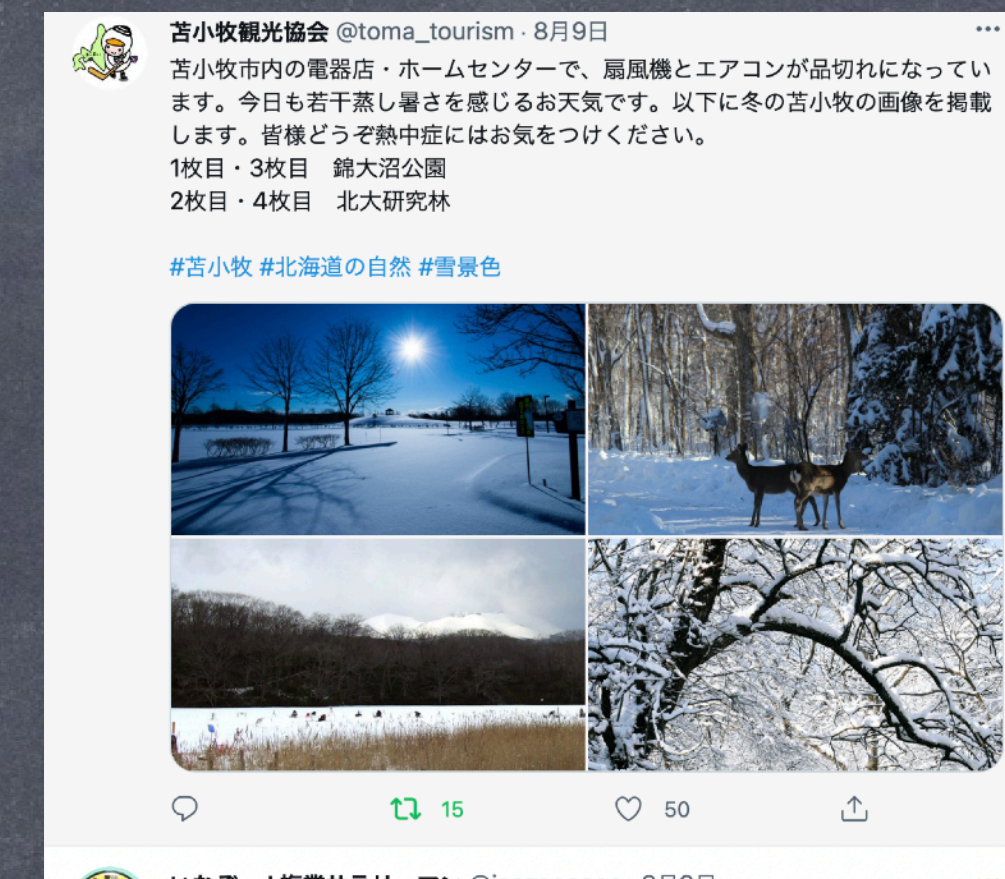 苫小牧観光協会 @toma_tourism · 8月9日
苫小牧市内の電器店・ホームセンターで、扇風機とエアコンが品切れになってい
ます。今日も若干蒸し暑さを感じるお天気です。以下に冬の苫小牧の画像を掲載
します。皆様どうぞ熱中症にはお気をつけください。
1枚目・3枚目　錦大沼公園
2枚目・4枚目　北大研究林
#苫小牧 #北海道の自然 #雪景色
15
50